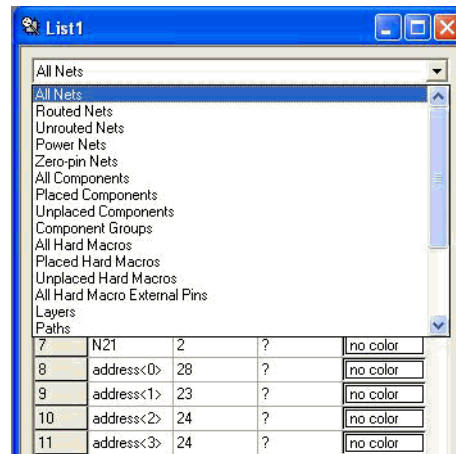 List1
All Nets
All Nets
Routed Nets
Unrouted Nets
Power Nets
Zero-pin Nets
All Components
Placed Components
Unplaced Components
Component Groups
All Hard Macros
Placed Hard Macros
Unplaced Hard Macros
All Hard Macro External Pins
Layers
Paths
7 N21 2 ? no color
8 address<0> 28 ? no color
9 address<1> 23 ? no color
10 address<2> 24 ? no color
11 address<3> 24 ? no color